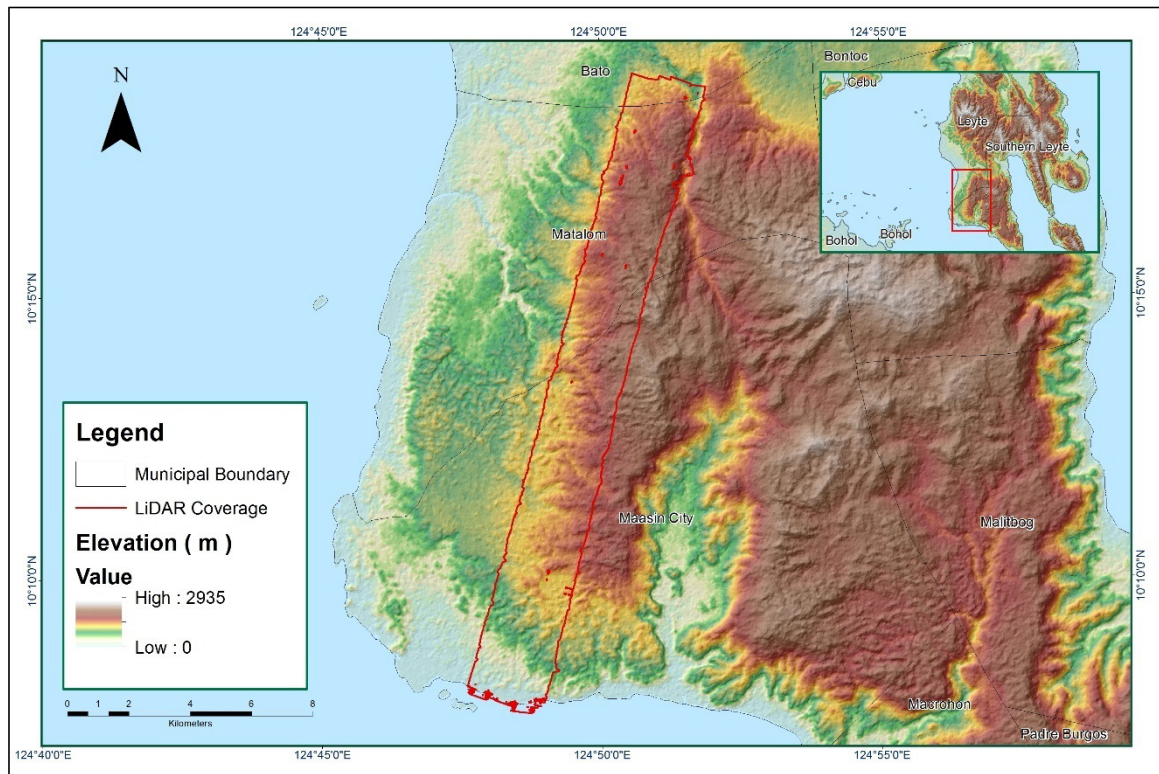 124°45'0"E
124°50'0"E
124°55'0"E
N
Bato
Bontoc
Cebu
Leyte
Southern Leyte
Bohol
Bohol
Matalom
10°15'0"N
10°15'0"N
Legend
Municipal Boundary
LiDAR Coverage
Elevation ( m )
Value
High : 2935
Low : 0
Maasin City
Malitbog
10°10'0"N
10°10'0"N
0 1 2 4 6 8
Kilometers
Macrohon
Padre Burgos
124°40'0"E
124°45'0"E
124°50'0"E
124°55'0"E